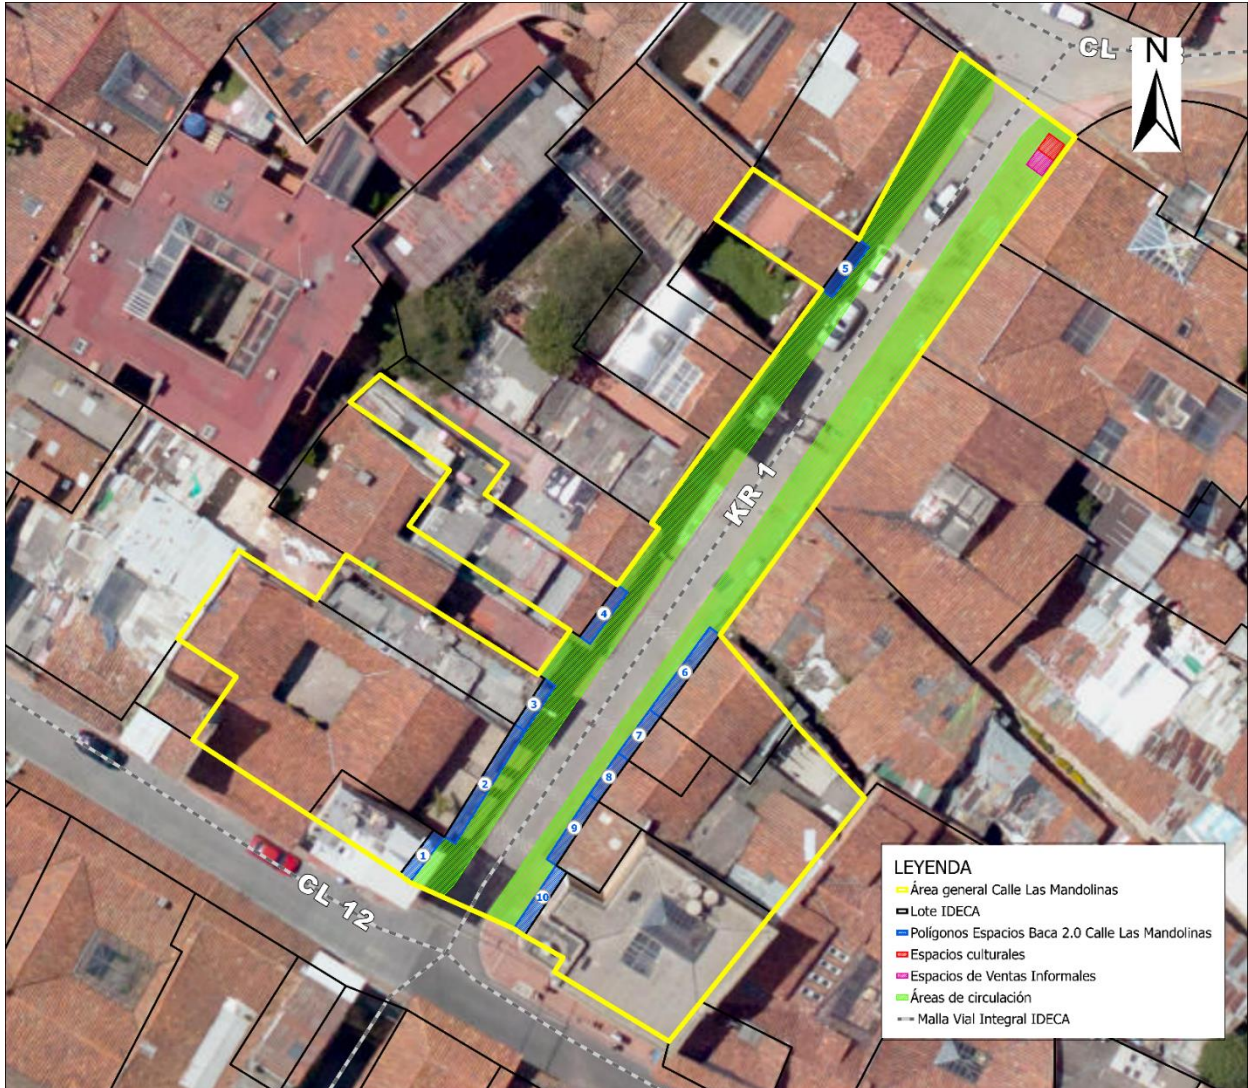 CL
N
5
KR 1
4
3
6
7
2
8
9
1
10
CL 12
LEYENDA
Área general Calle Las Mandolinas
Lote IDECA
Polígonos Espacios Baca 2.0 Calle Las Mandolinas
Espacios culturales
Espacios de Ventas Informales
Áreas de circulación
Malla Vial Integral IDECA